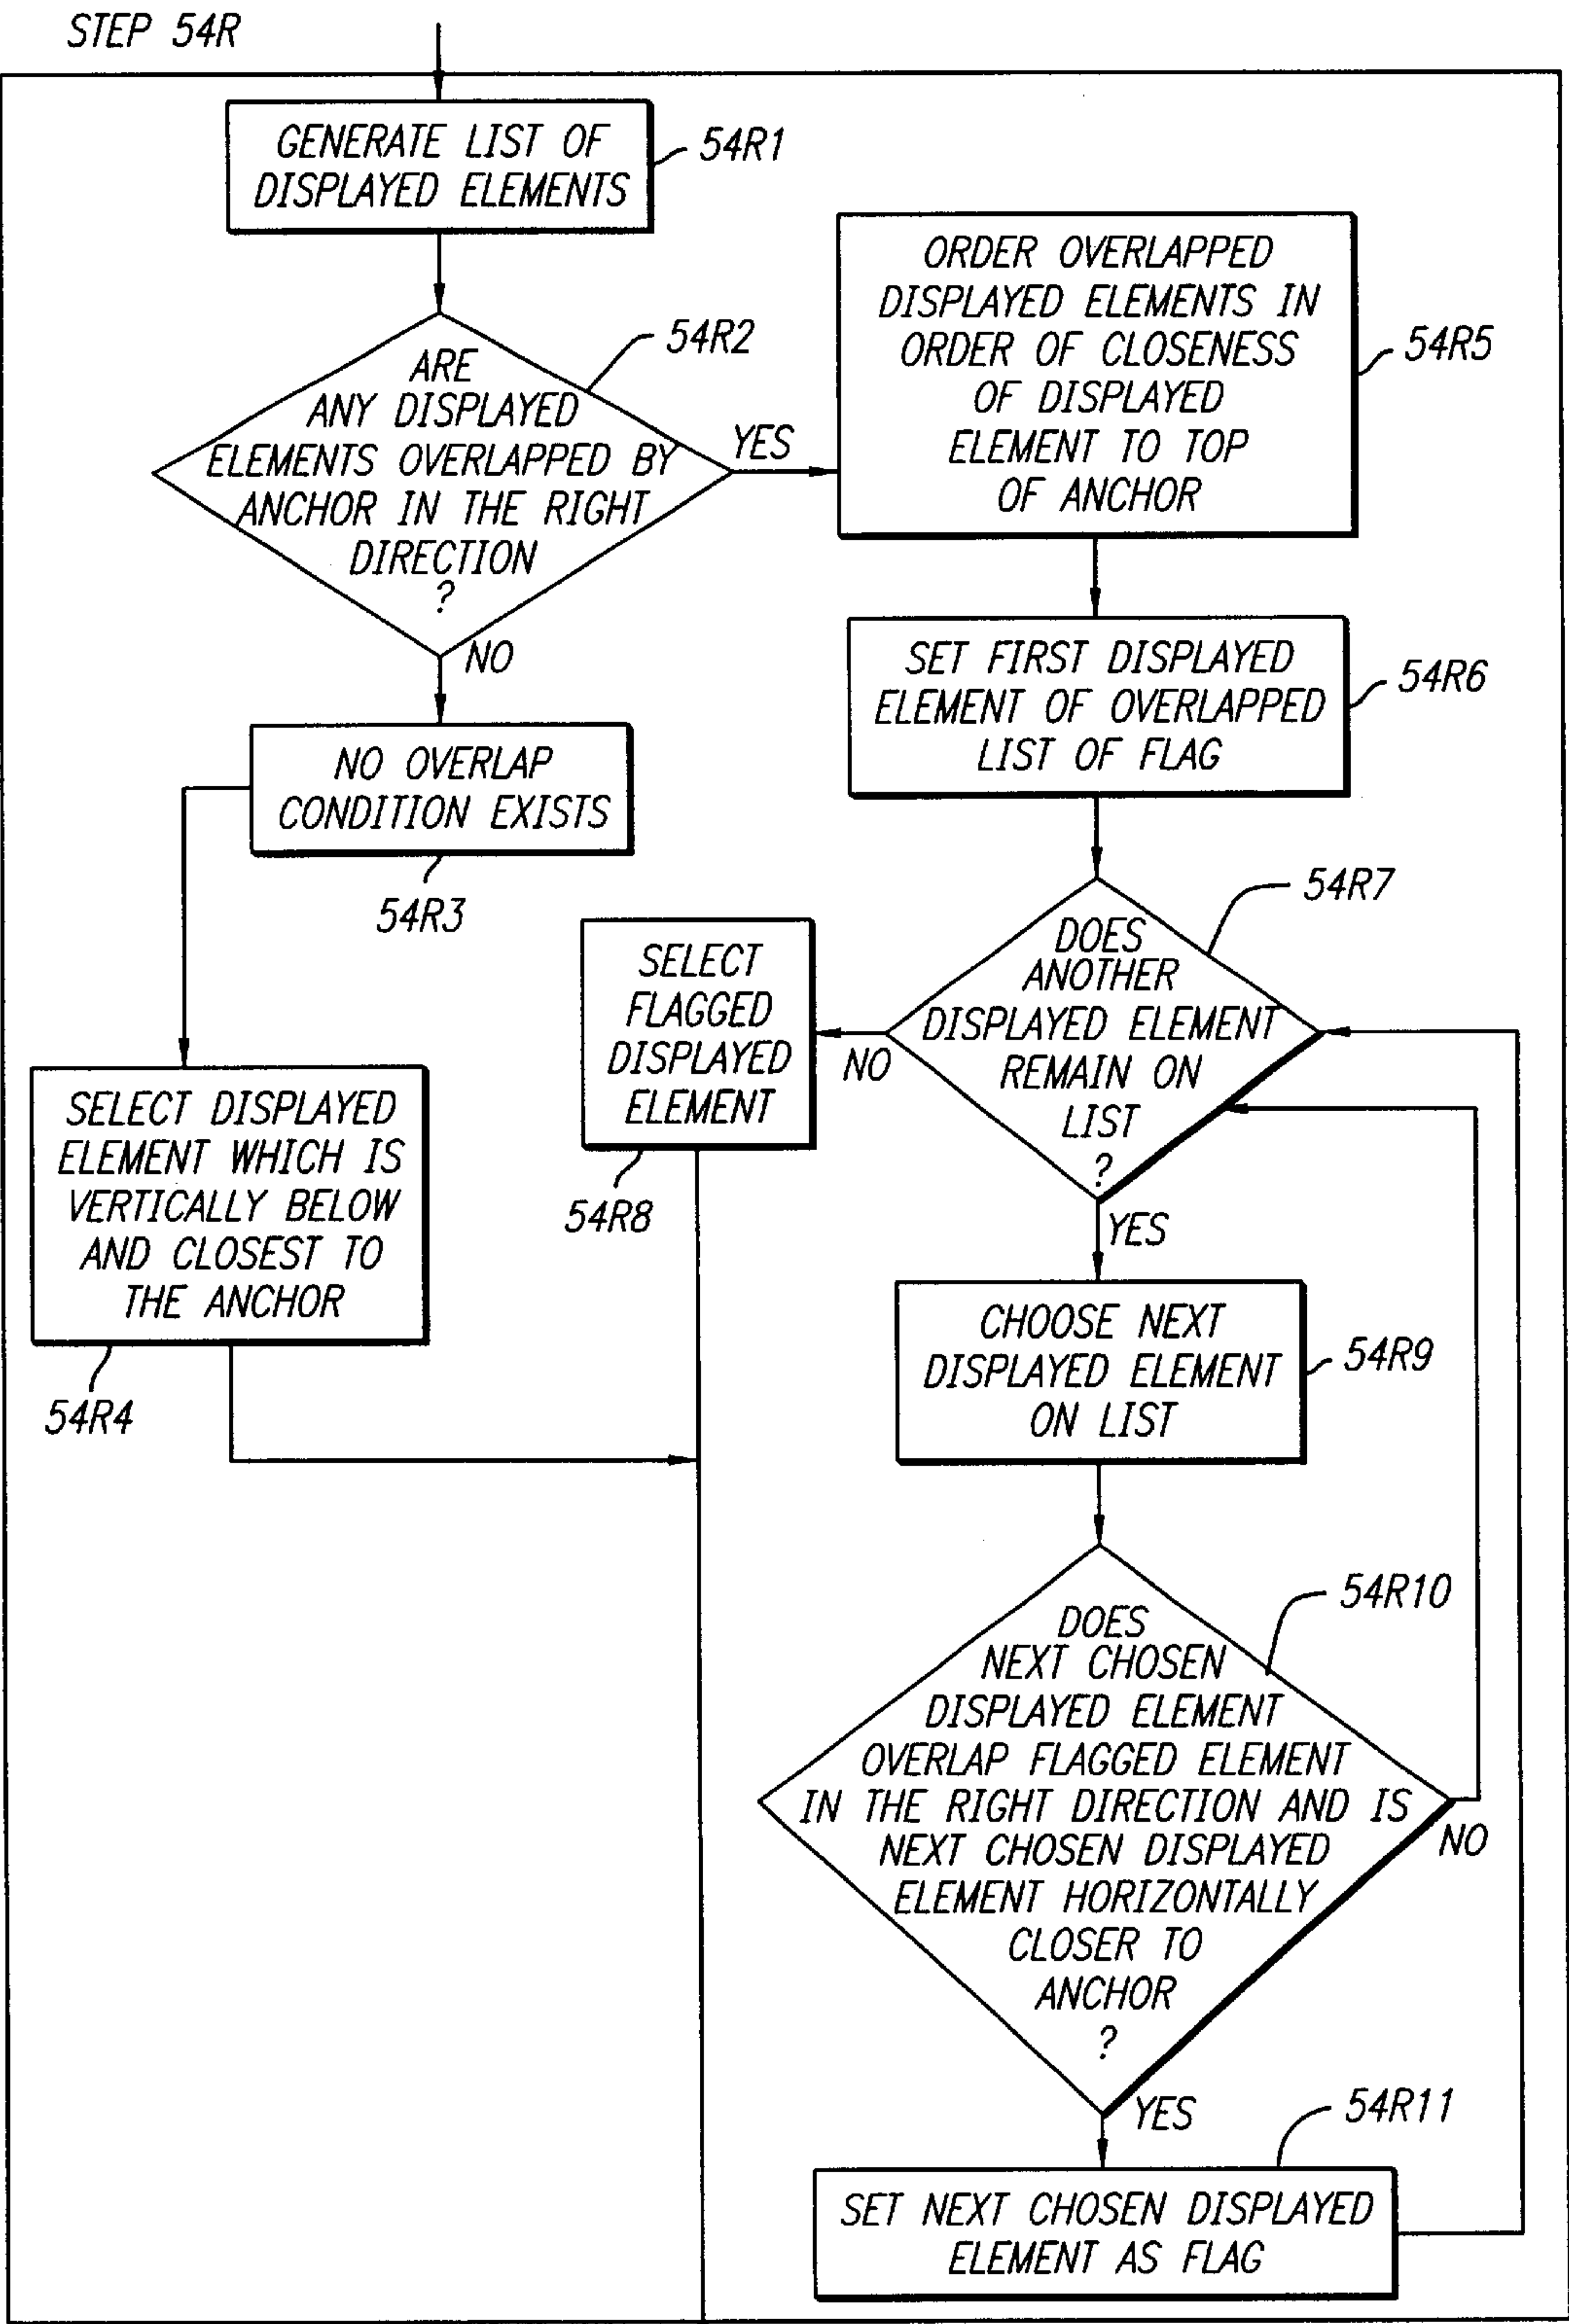 STEP 54R
GENERATE LIST OF
DISPLAYED ELEMENTS
54R1
ARE
ANY DISPLAYED
ELEMENTS OVERLAPPED BY
ANCHOR IN THE RIGHT
DIRECTION
?
54R2
YES
NO
NO OVERLAP
CONDITION EXISTS
54R3
SELECT DISPLAYED
ELEMENT WHICH IS
VERTICALLY BELOW
AND CLOSEST TO
THE ANCHOR
54R4
ORDER OVERLAPPED
DISPLAYED ELEMENTS IN
ORDER OF CLOSENESS
OF DISPLAYED
ELEMENT TO TOP
OF ANCHOR
54R5
SET FIRST DISPLAYED
ELEMENT OF OVERLAPPED
LIST OF FLAG
54R6
DOES
ANOTHER
DISPLAYED ELEMENT
REMAIN ON
LIST
?
54R7
NO
SELECT
FLAGGED
DISPLAYED
ELEMENT
54R8
YES
CHOOSE NEXT
DISPLAYED ELEMENT
ON LIST
54R9
DOES
NEXT CHOSEN
DISPLAYED ELEMENT
OVERLAP FLAGGED ELEMENT
IN THE RIGHT DIRECTION AND IS
NEXT CHOSEN DISPLAYED
ELEMENT HORIZONTALLY
CLOSER TO
ANCHOR
?
54R10
NO
YES
SET NEXT CHOSEN DISPLAYED
ELEMENT AS FLAG
54R11